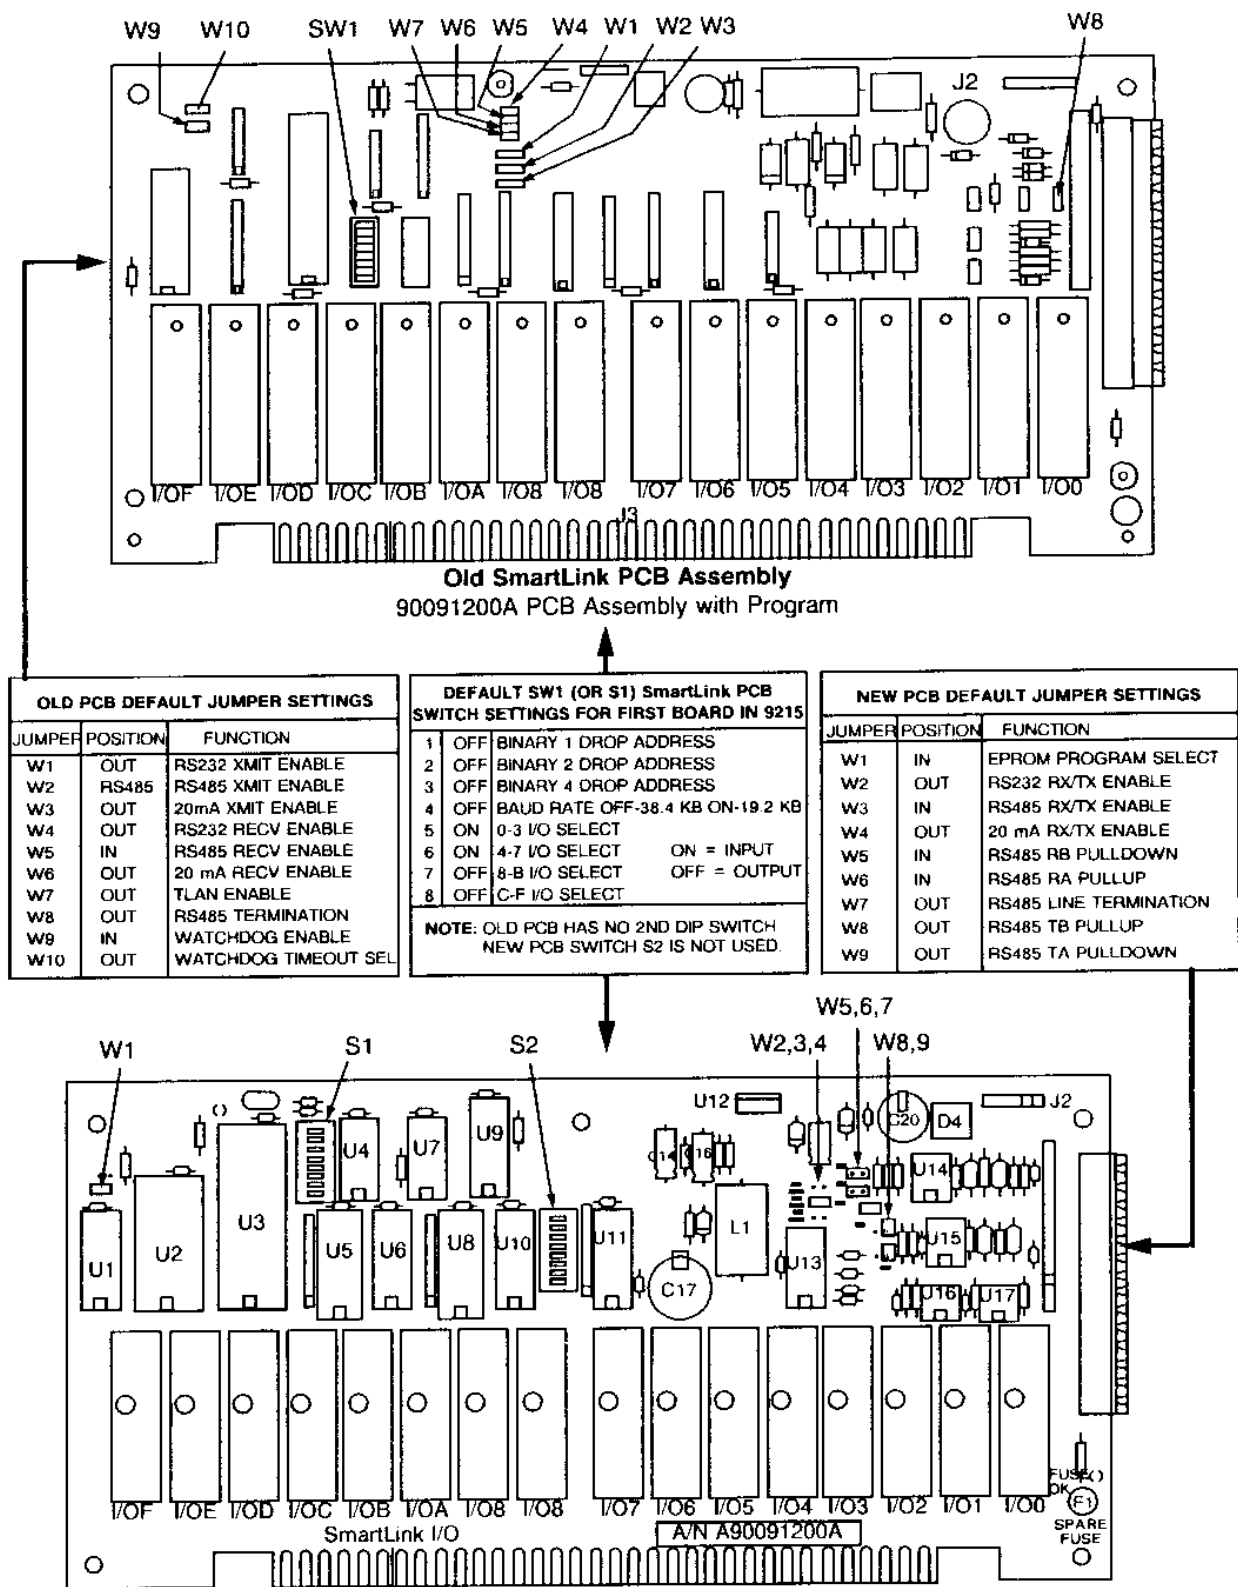 W9 W10 SW1 W7 W6 W5 W4 W1 W2 W3 W8
J2
I/OF I/OE I/OD I/OC I/OB I/OA I/O8 I/O8 I/O7 I/O6 I/O5 I/O4 I/O3 I/O2 I/O1 I/O0
J3
Old SmartLink PCB Assembly
90091200A PCB Assembly with Program
OLD PCB DEFAULT JUMPER SETTINGS
JUMPER POSITION FUNCTION
W1 OUT RS232 XMIT ENABLE
W2 RS485 RS485 XMIT ENABLE
W3 OUT 20mA XMIT ENABLE
W4 OUT RS232 RECV ENABLE
W5 IN RS485 RECV ENABLE
W6 OUT 20 mA RECV ENABLE
W7 OUT TLAN ENABLE
W8 OUT RS485 TERMINATION
W9 IN WATCHDOG ENABLE
W10 OUT WATCHDOG TIMEOUT SEL
DEFAULT SW1 (OR S1) SmartLink PCB
SWITCH SETTINGS FOR FIRST BOARD IN 9215
1 OFF BINARY 1 DROP ADDRESS
2 OFF BINARY 2 DROP ADDRESS
3 OFF BINARY 4 DROP ADDRESS
4 OFF BAUD RATE OFF-38.4 KB ON-19.2 KB
5 ON 0-3 I/O SELECT
6 ON 4-7 I/O SELECT ON = INPUT
7 OFF 8-B I/O SELECT OFF = OUTPUT
8 OFF C-F I/O SELECT
NOTE: OLD PCB HAS NO 2ND DIP SWITCH
NEW PCB SWITCH S2 IS NOT USED.
NEW PCB DEFAULT JUMPER SETTINGS
JUMPER POSITION FUNCTION
W1 IN EPROM PROGRAM SELECT
W2 OUT RS232 RX/TX ENABLE
W3 IN RS485 RX/TX ENABLE
W4 OUT 20 mA RX/TX ENABLE
W5 IN RS485 RB PULLDOWN
W6 IN RS485 RA PULLUP
W7 OUT RS485 LINE TERMINATION
W8 OUT RS485 TB PULLUP
W9 OUT RS485 TA PULLDOWN
W5,6,7
W1 S1 S2 W2,3,4 W8,9
U12 C20 D4 J2
U4 U7 U9 C16 U14
U1 U2 U3 U5 U6 U8 U10 U11 L1 U13 U15
C17 U16 U17
I/OF I/OE I/OD I/OC I/OB I/OA I/O8 I/O8 I/O7 I/O6 I/O5 I/O4 I/O3 I/O2 I/O1 I/O0
FUSE
OK
F1
SPARE
FUSE
SmartLink I/O
A/N A90091200A